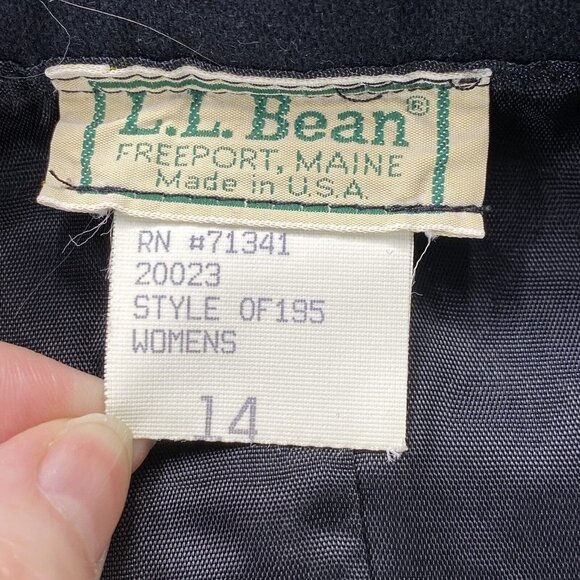 L.L. Bean®
FREEPORT, MAINE
Made in U.S.A.
RN #71341
20023
STYLE OF195
WOMENS
14